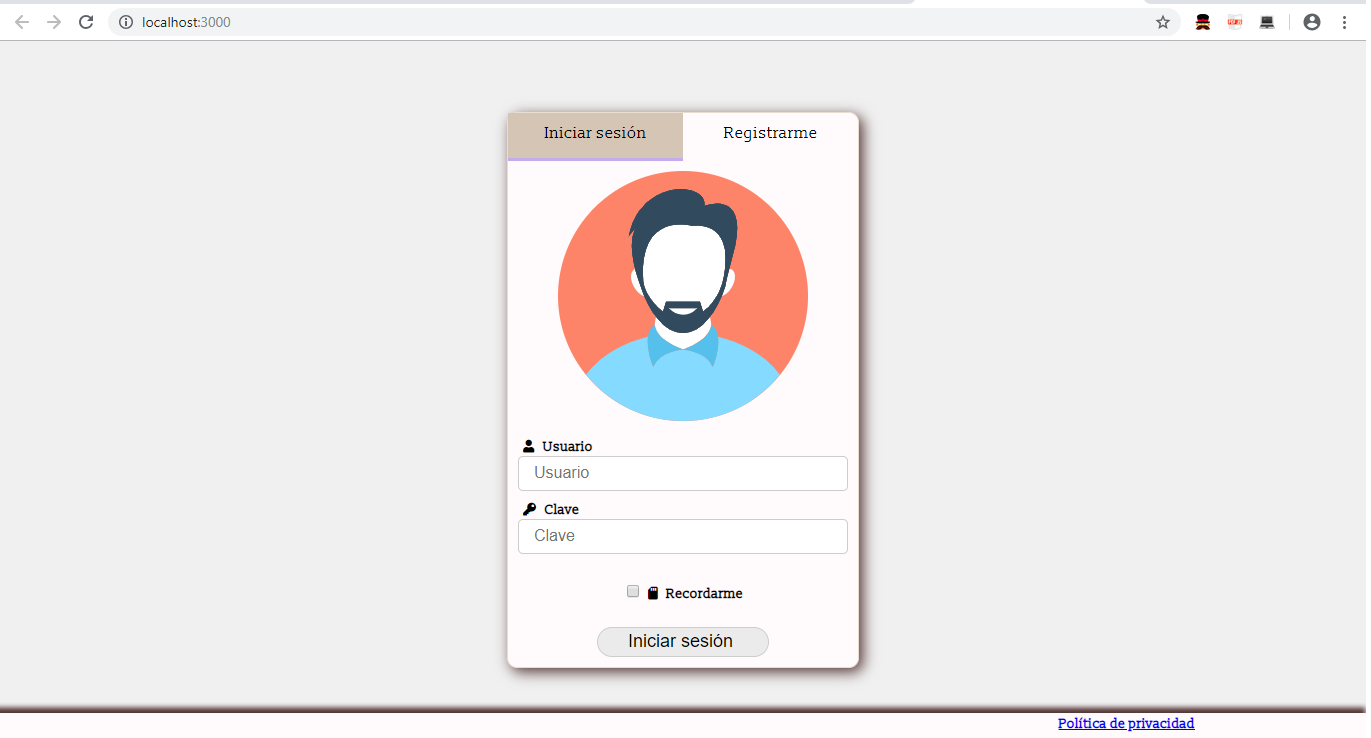 localhost:3000
Iniciar sesión
Registrarme
Usuario
Usuario
Clave
Clave
Recordarme
Iniciar sesión
Política de privacidad